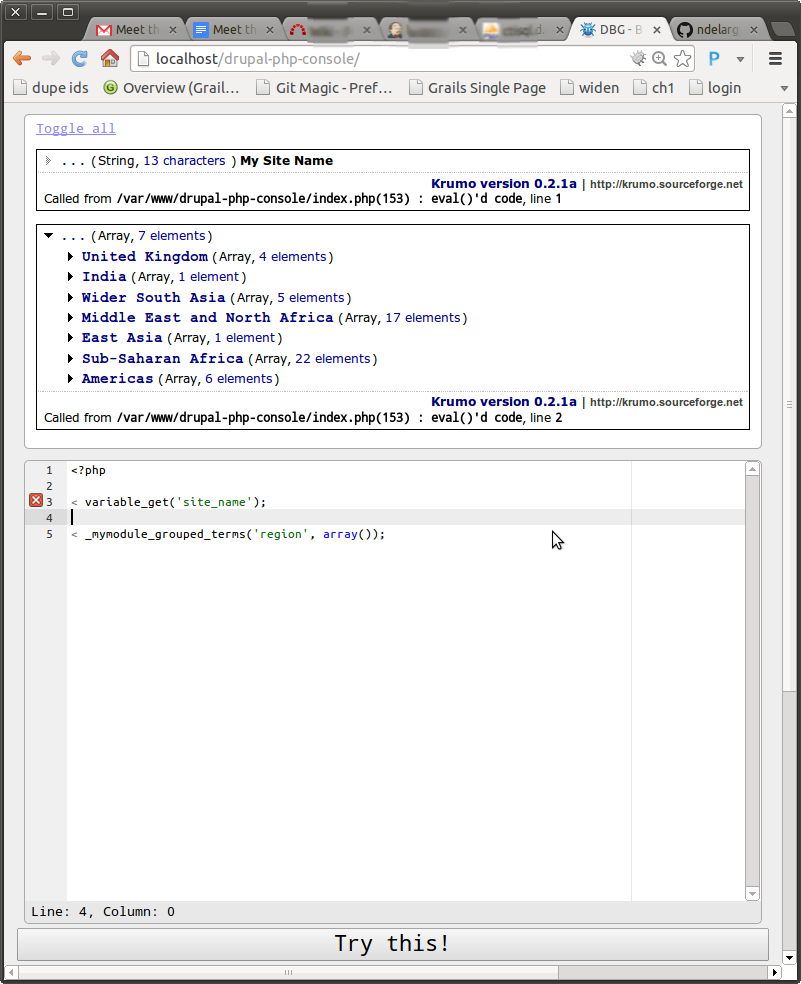 Meet th
Meet th
DBG - B
ndelarg
localhost/drupal-php-console/
P
dupe ids
Overview (Grail...
Git Magic - Pref...
Grails Single Page
widen
ch1
login
Toggle all
... (String, 13 characters ) My Site Name
Krumo version 0.2.1a | http://krumo.sourceforge.net
Called from /var/www/drupal-php-console/index.php(153) : eval()'d code, line 1
... (Array, 7 elements)
United Kingdom (Array, 4 elements)
India (Array, 1 element)
Wider South Asia (Array, 5 elements)
Middle East and North Africa (Array, 17 elements)
East Asia (Array, 1 element)
Sub-Saharan Africa (Array, 22 elements)
Americas (Array, 6 elements)
Krumo version 0.2.1a | http://krumo.sourceforge.net
Called from /var/www/drupal-php-console/index.php(153) : eval()'d code, line 2
1 <?php
2
3 < variable_get('site_name');
4
5 < _mymodule_grouped_terms('region', array());
Line: 4, Column: 0
Try this!